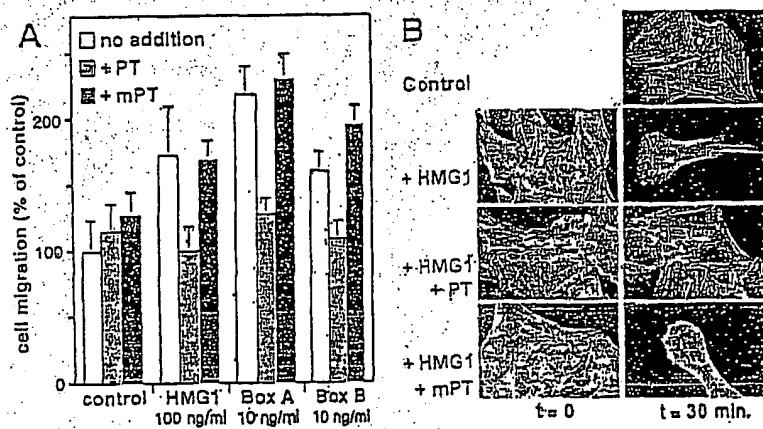 A
no addition
+ PT
+ mPT
cell migration (% of control)
200
100
0
control
HMG1
100 ng/ml
Box A
10 ng/ml
Box B
10 ng/ml
B
Control
+ HMG1
+ HMG1
+ PT
+ HMG1
+ mPT
t = 0
t = 30 min.